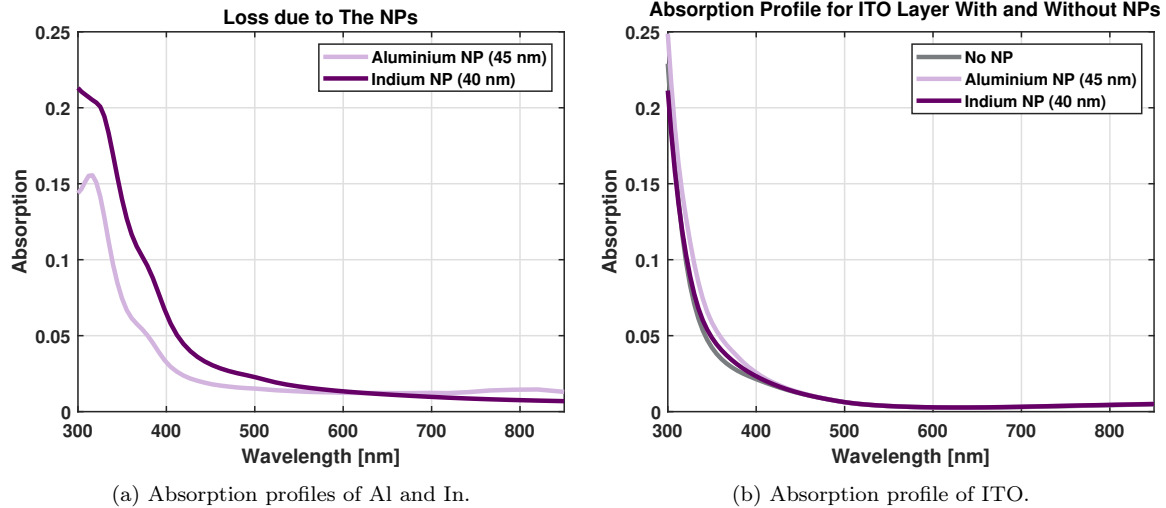 Loss due to The NPs
0.25
0.2
0.15
0.1
0.05
0
Absorption
Aluminium NP (45 nm)
Indium NP (40 nm)
300
400
500
600
700
800
Wavelength [nm]
(a) Absorption profiles of Al and In.
Absorption Profile for ITO Layer With and Without NPs
0.25
0.2
0.15
0.1
0.05
0
Absorption
No NP
Aluminium NP (45 nm)
Indium NP (40 nm)
300
400
500
600
700
800
Wavelength [nm]
(b) Absorption profile of ITO.